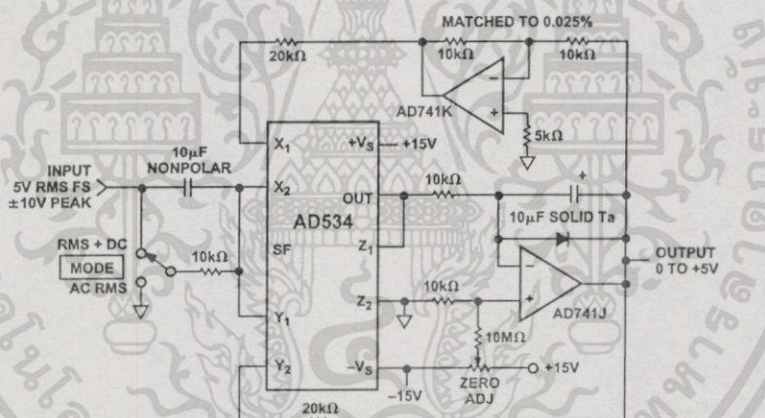 MATCHED TO 0.025%
20kΩ
10kΩ
10kΩ
AD741K
−
+
5kΩ
10μF
NONPOLAR
INPUT
5V RMS FS
±10V PEAK
X1
+VS
+15V
X2
OUT
10kΩ
+
AD534
10μF SOLID Ta
RMS + DC
MODE
AC RMS
10kΩ
SF
Z1
OUTPUT
0 TO +5V
−
+
Z2
10kΩ
AD741J
Y1
10MΩ
Y2
−VS
−15V
+15V
ZERO
ADJ
20kΩ